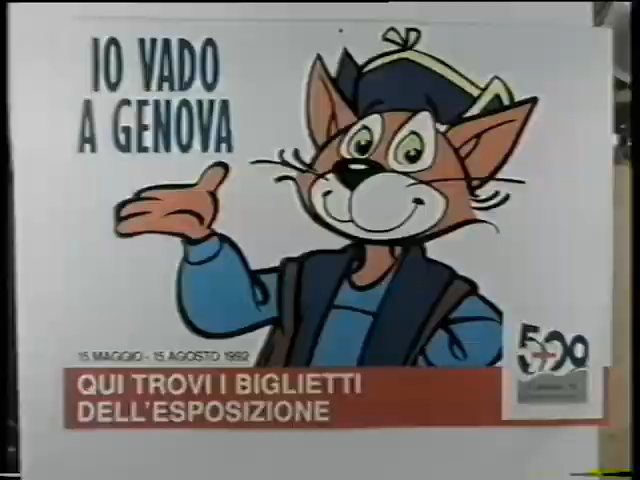 IO VADO
A GENOVA
15 MAGGIO - 15 AGOSTO 1992
QUI TROVI I BIGLIETTI
DELL'ESPOSIZIONE
500